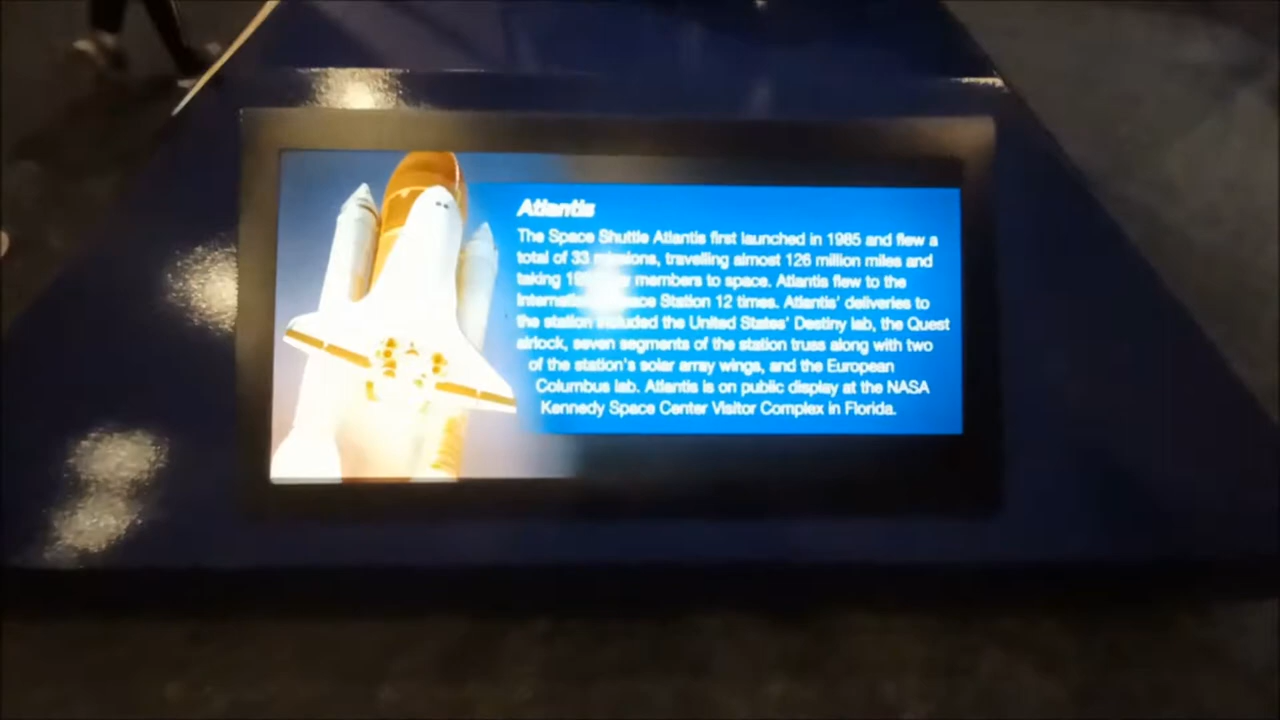 Atlantis
The Space Shuttle Atlantis first launched in 1985 and flew a
total of 33 missions, travelling almost 126 million miles and
taking members to space. Atlantis flew to the
International Space Station 12 times. Atlantis' deliveries to
the station included the United States' Destiny lab, the Quest
airlock, seven segments of the station truss along with two
of the station's solar array wings, and the European
Columbus lab. Atlantis is on public display at the NASA
Kennedy Space Center Visitor Complex in Florida.